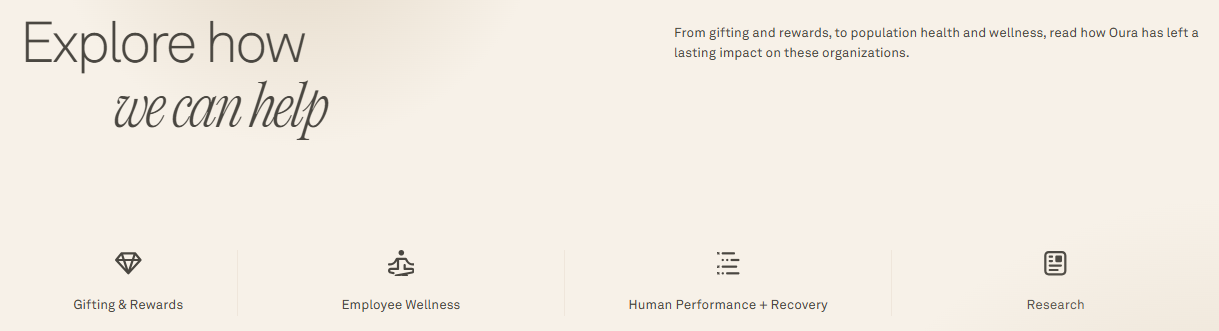 Explore how
we can help
From gifting and rewards, to population health and wellness, read how Oura has left a
lasting impact on these organizations.
Gifting & Rewards
Employee Wellness
Human Performance + Recovery
Research